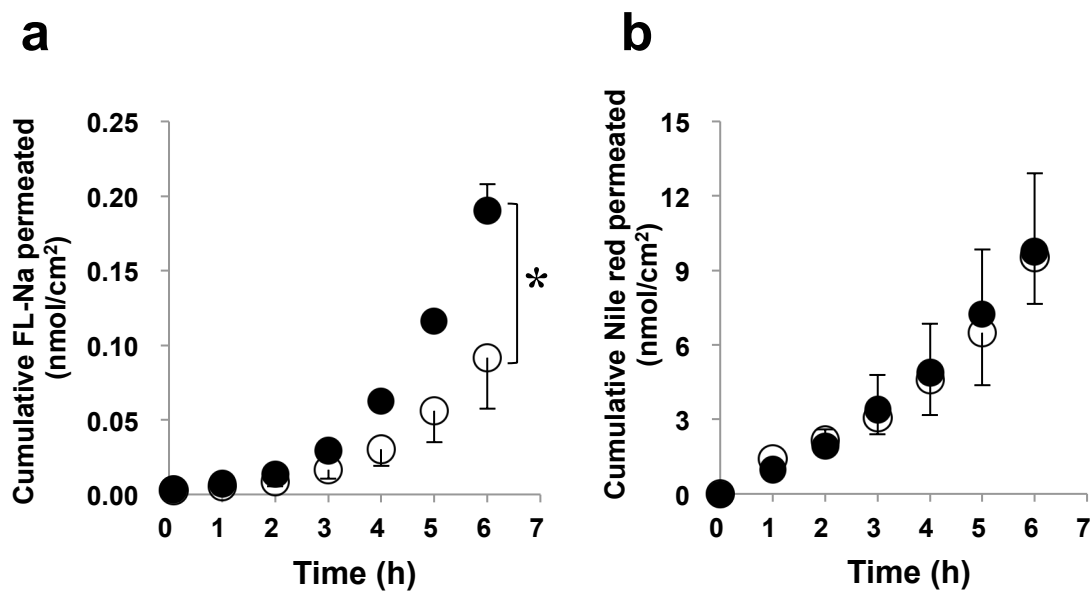 a
Cumulative FL-Na permeated
(nmol/cm²)
0.25
0.20
0.15
0.10
0.05
0.00
*
0 1 2 3 4 5 6 7
Time (h)
b
Cumulative Nile red permeated
(nmol/cm²)
15
12
9
6
3
0
0 1 2 3 4 5 6 7
Time (h)